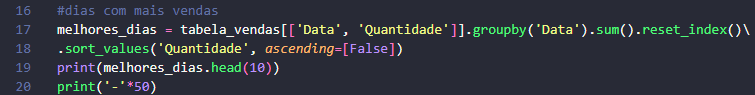 16 #dias com mais vendas
17 melhores_dias = tabela_vendas[['Data', 'Quantidade']].groupby('Data').sum().reset_index()\
18 .sort_values('Quantidade', ascending=[False])
19 print(melhores_dias.head(10))
20 print('-'*50)